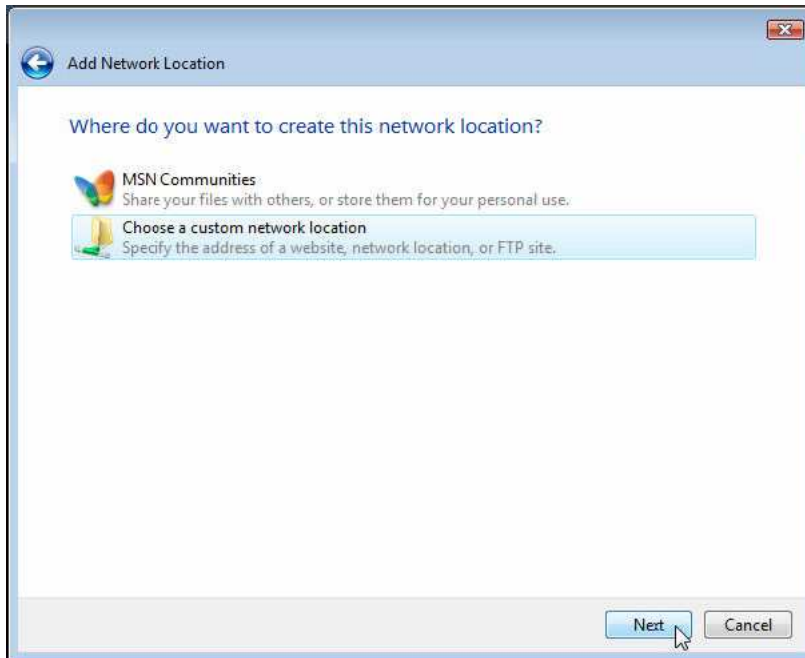 Add Network Location
Where do you want to create this network location?
MSN Communities
Share your files with others, or store them for your personal use.
Choose a custom network location
Specify the address of a website, network location, or FTP site.
Next
Cancel